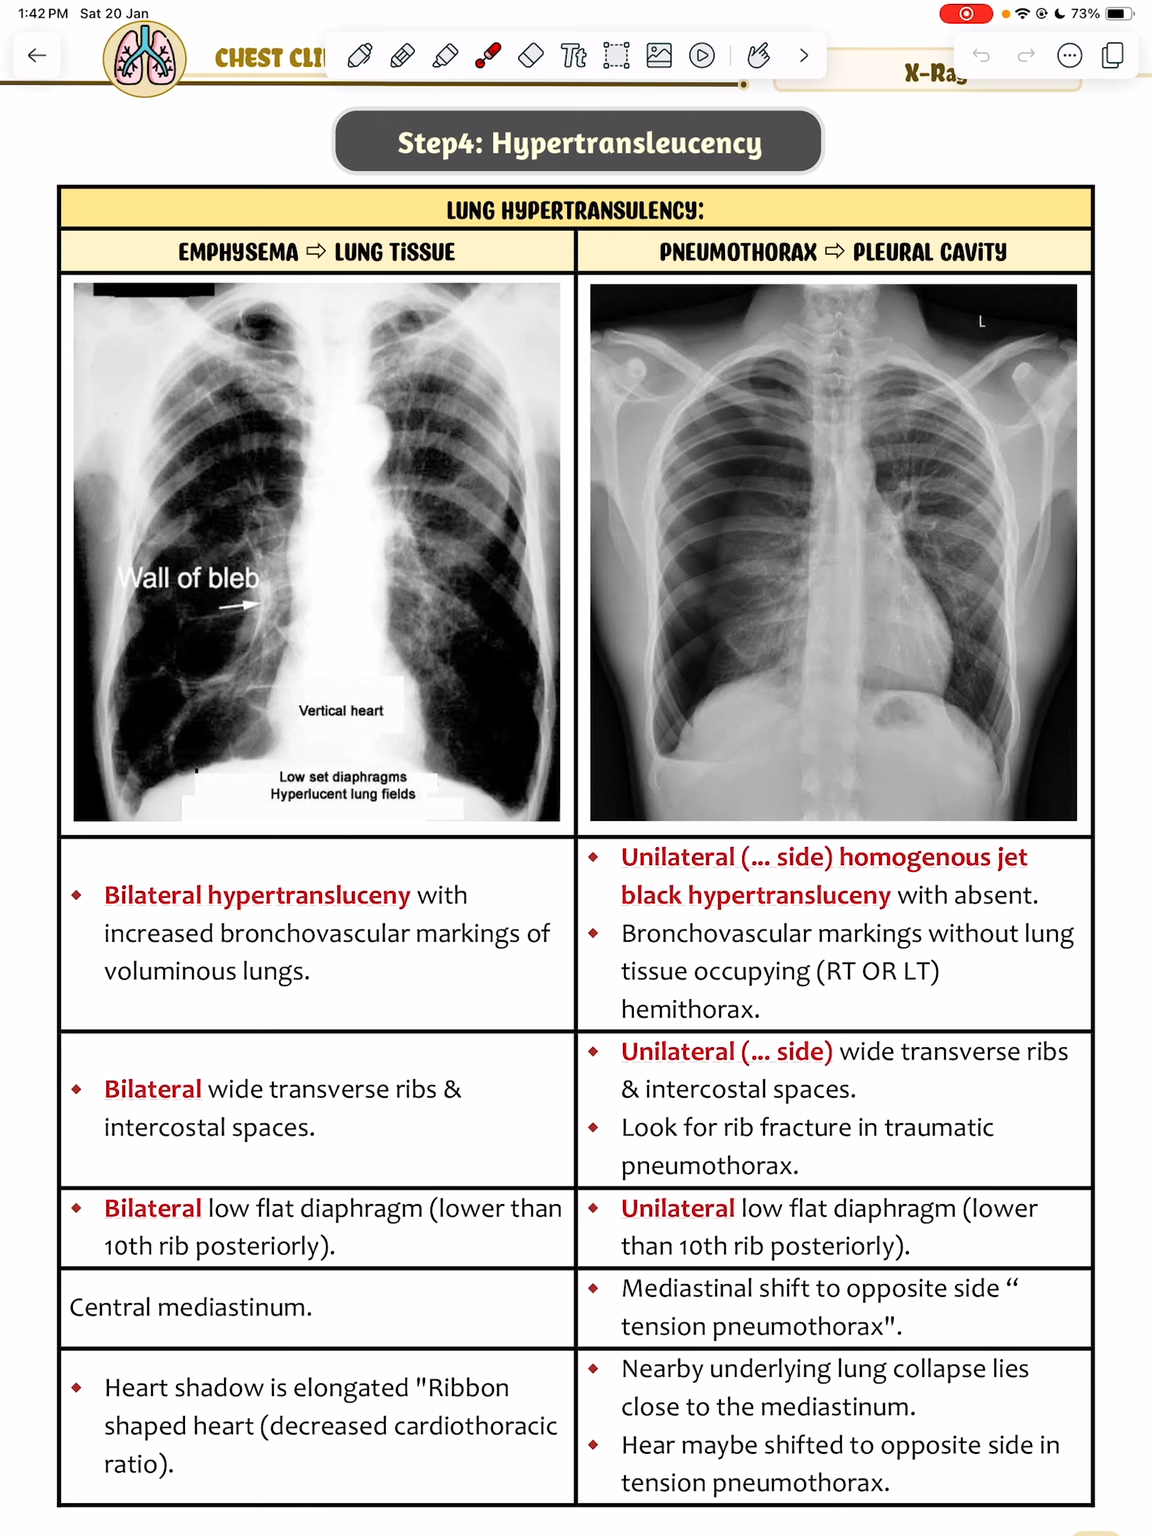 1:42 PM Sat 20 Jan
73%
CHEST CLI
X-Ray
Step4: Hypertransleucency
LUNG HYPERTRANSULENCY:
EMPHYSEMA ⇨ LUNG TISSUE
PNEUMOTHORAX ⇨ PLEURAL CAVITY
L
Wall of bleb
Vertical heart
Low set diaphragms
Hyperlucent lung fields
Bilateral hypertransluceny with
increased bronchovascular markings of
voluminous lungs.
Unilateral (... side) homogenous jet
black hypertransluceny with absent.
Bronchovascular markings without lung
tissue occupying (RT OR LT)
hemithorax.
Bilateral wide transverse ribs &
intercostal spaces.
Unilateral (... side) wide transverse ribs
& intercostal spaces.
Look for rib fracture in traumatic
pneumothorax.
Bilateral low flat diaphragm (lower than
10th rib posteriorly).
Unilateral low flat diaphragm (lower
than 10th rib posteriorly).
Central mediastinum.
Mediastinal shift to opposite side “
tension pneumothorax".
Heart shadow is elongated "Ribbon
shaped heart (decreased cardiothoracic
ratio).
Nearby underlying lung collapse lies
close to the mediastinum.
Hear maybe shifted to opposite side in
tension pneumothorax.